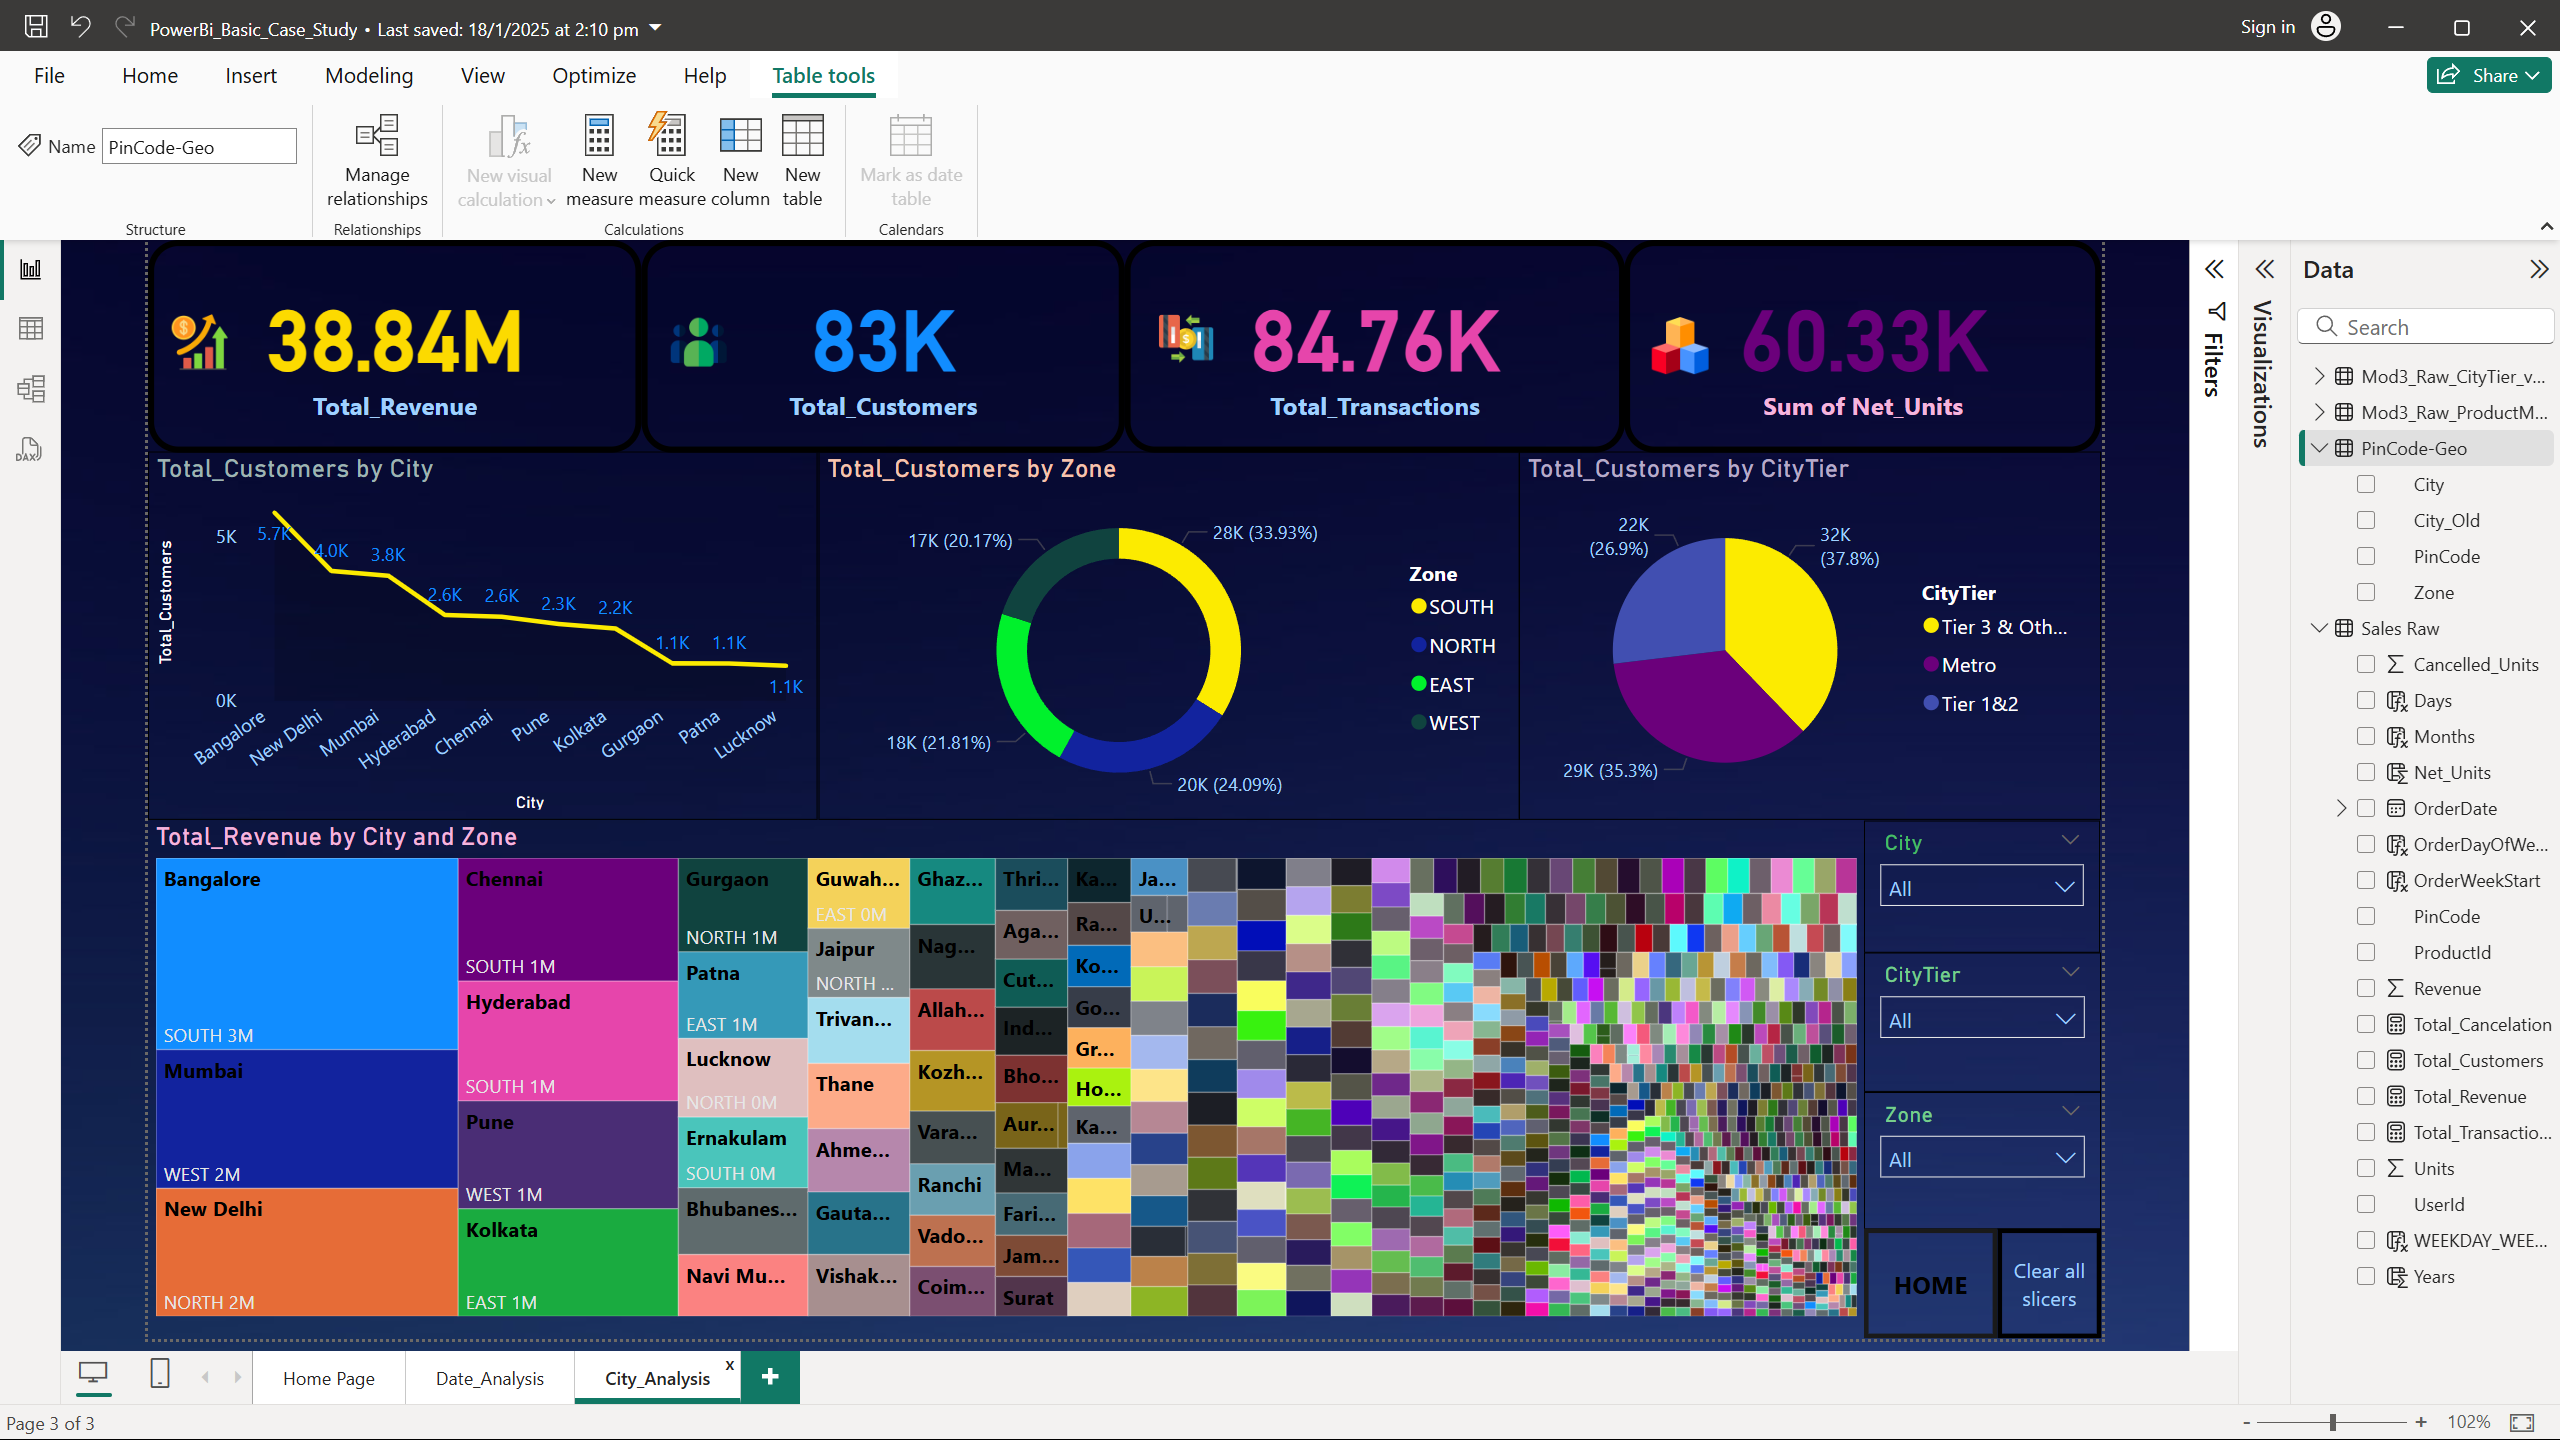 PowerBi_Basic_Case_Study • Last saved: 18/1/2025 at 2:10 pm
Sign in
File Home Insert Modeling View Optimize Help Table tools
Share
Name PinCode-Geo
Manage relationships
New visual calculation
New measure
Quick measure
New column
New table
Mark as date table
Structure
Relationships
Calculations
Calendars
38.84M
Total_Revenue
83K
Total_Customers
84.76K
Total_Transactions
60.33K
Sum of Net_Units
Total_Customers by City
Total_Customers
5K
0K
5.7K
4.0K
3.8K
2.6K
2.6K
2.3K
2.2K
1.1K
1.1K
1.1K
Bangalore
New Delhi
Mumbai
Hyderabad
Chennai
Pune
Kolkata
Gurgaon
Patna
Lucknow
City
Total_Customers by Zone
17K (20.17%)
28K (33.93%)
18K (21.81%)
20K (24.09%)
Zone
SOUTH
NORTH
EAST
WEST
Total_Customers by CityTier
22K
(26.9%)
32K
(37.8%)
29K (35.3%)
CityTier
Tier 3 & Oth...
Metro
Tier 1&2
Total_Revenue by City and Zone
Bangalore
SOUTH 3M
Mumbai
WEST 2M
New Delhi
NORTH 2M
Chennai
SOUTH 1M
Hyderabad
SOUTH 1M
Pune
WEST 1M
Kolkata
EAST 1M
Gurgaon
NORTH 1M
Patna
EAST 1M
Lucknow
NORTH 0M
Ernakulam
SOUTH 0M
Bhubanes...
Navi Mu...
Guwah...
EAST 0M
Jaipur
NORTH ...
Trivan...
Thane
Ahme...
Gauta...
Vishak...
Ghaz...
Nag...
Allah...
Kozh...
Vara...
Ranchi
Vado...
Coim...
Thri...
Aga...
Cut...
Ind...
Bho...
Aur...
Ma...
Fari...
Jam...
Surat
Ka...
Ra...
Ko...
Go...
Gr...
Ho...
Ka...
Ja...
U...
City
All
CityTier
All
Zone
All
HOME
Clear all
slicers
Filters
Visualizations
Data
Search
Mod3_Raw_CityTier_v...
Mod3_Raw_ProductM...
PinCode-Geo
City
City_Old
PinCode
Zone
Sales Raw
Cancelled_Units
Days
Months
Net_Units
OrderDate
OrderDayOfWe...
OrderWeekStart
PinCode
ProductId
Revenue
Total_Cancelation
Total_Customers
Total_Revenue
Total_Transactio...
Units
UserId
WEEKDAY_WEE...
Years
Home Page
Date_Analysis
City_Analysis
x
+
Page 3 of 3
- + 102%